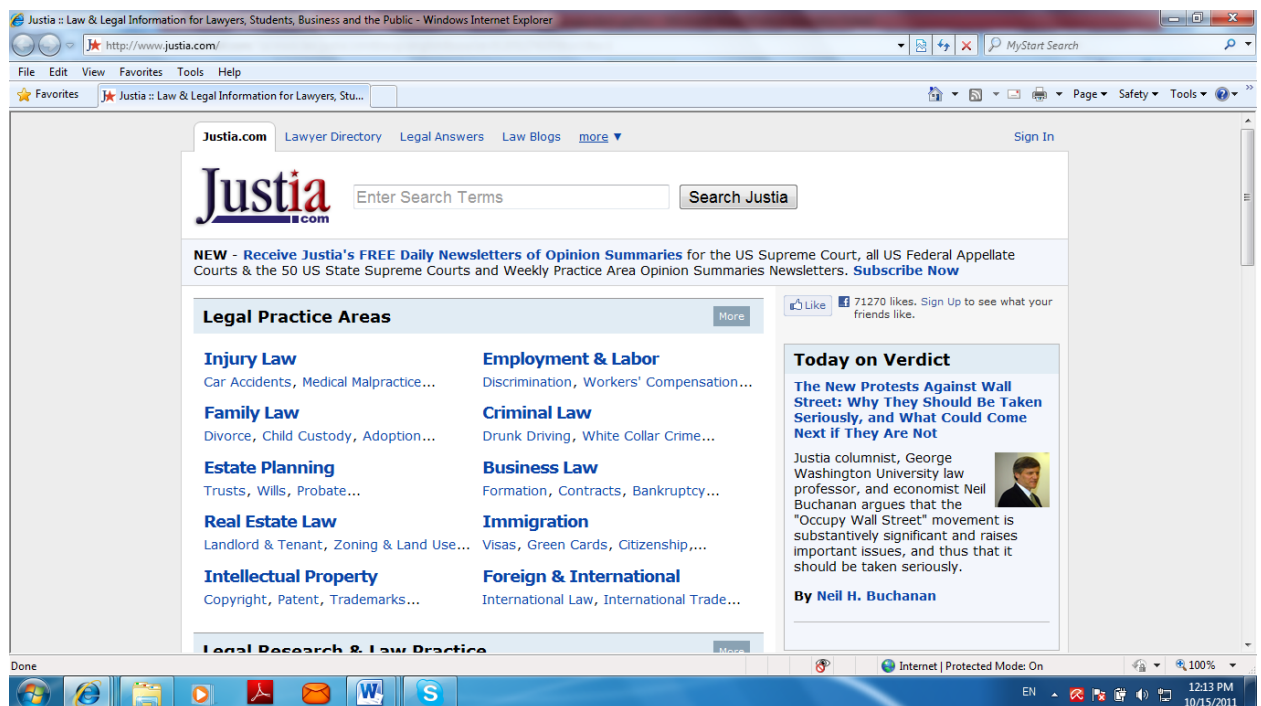 Justia :: Law & Legal Information for Lawyers, Students, Business and the Public - Windows Internet Explorer
http://www.justia.com/
MyStart Search
File Edit View Favorites Tools Help
Favorites Justia :: Law & Legal Information for Lawyers, Stu... Page Safety Tools
Justia.com Lawyer Directory Legal Answers Law Blogs more ▼ Sign In
Justia
.com
Enter Search Terms Search Justia
NEW - Receive Justia's FREE Daily Newsletters of Opinion Summaries for the US Supreme Court, all US Federal Appellate
Courts & the 50 US State Supreme Courts and Weekly Practice Area Opinion Summaries Newsletters. Subscribe Now
Legal Practice Areas More
Injury Law
Car Accidents, Medical Malpractice...
Employment & Labor
Discrimination, Workers' Compensation...
Family Law
Divorce, Child Custody, Adoption...
Criminal Law
Drunk Driving, White Collar Crime...
Estate Planning
Trusts, Wills, Probate...
Business Law
Formation, Contracts, Bankruptcy...
Real Estate Law
Landlord & Tenant, Zoning & Land Use...
Immigration
Visas, Green Cards, Citizenship,...
Intellectual Property
Copyright, Patent, Trademarks...
Foreign & International
International Law, International Trade...
Legal Research & Law Practice More
Like 71270 likes. Sign Up to see what your
friends like.
Today on Verdict
The New Protests Against Wall
Street: Why They Should Be Taken
Seriously, and What Could Come
Next if They Are Not
Justia columnist, George
Washington University law
professor, and economist Neil
Buchanan argues that the
"Occupy Wall Street" movement is
substantively significant and raises
important issues, and thus that it
should be taken seriously.
By Neil H. Buchanan
Done Internet | Protected Mode: On 100%
EN 12:13 PM
10/15/2011